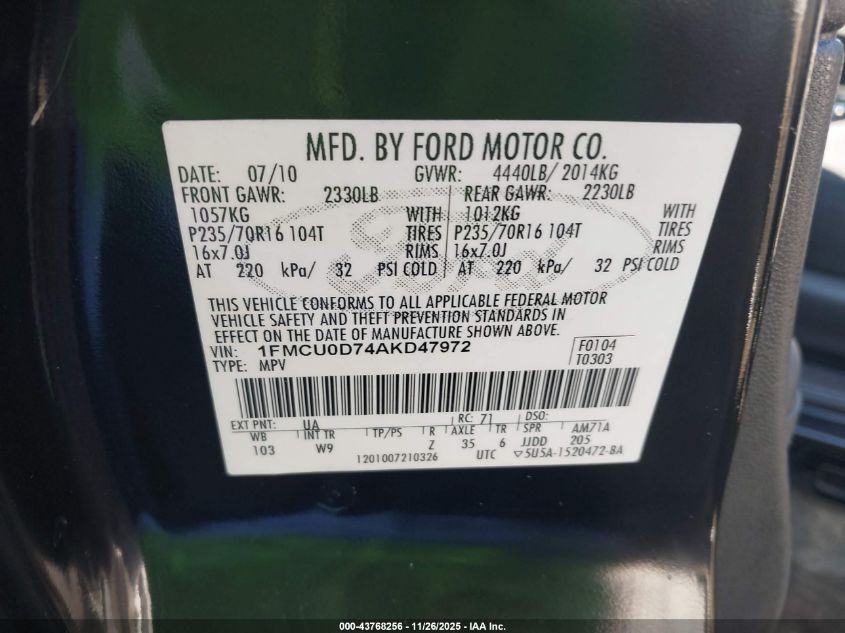 MFD. BY FORD MOTOR CO.
DATE: 07/10 GVWR: 4440LB/ 2014KG
FRONT GAWR: 2330LB REAR GAWR: 2230LB
1057KG WITH 1012KG WITH
P235/70R16 104T TIRES P235/70R16 104T TIRES
16x7.0J RIMS 16x7.0J RIMS
AT 220 kPa/ 32 PSI COLD AT 220 kPa/ 32 PSI COLD
Ford
THIS VEHICLE CONFORMS TO ALL APPLICABLE FEDERAL MOTOR
VEHICLE SAFETY AND THEFT PREVENTION STANDARDS IN
EFFECT ON THE DATE OF MANUFACTURE SHOWN ABOVE.
VIN: 1FMCU0D74AKD47972 F0104
TYPE: MPV T0303
EXT PNT: UA RC: 71 DSO:
WB INT TR TP/PS R AXLE TR SPR AM71A
103 W9 Z 35 6 JJDD 205
1201007210326 UTC ▽5U5A-1520472-BA
000-43768256 - 11/26/2025 - IAA Inc.